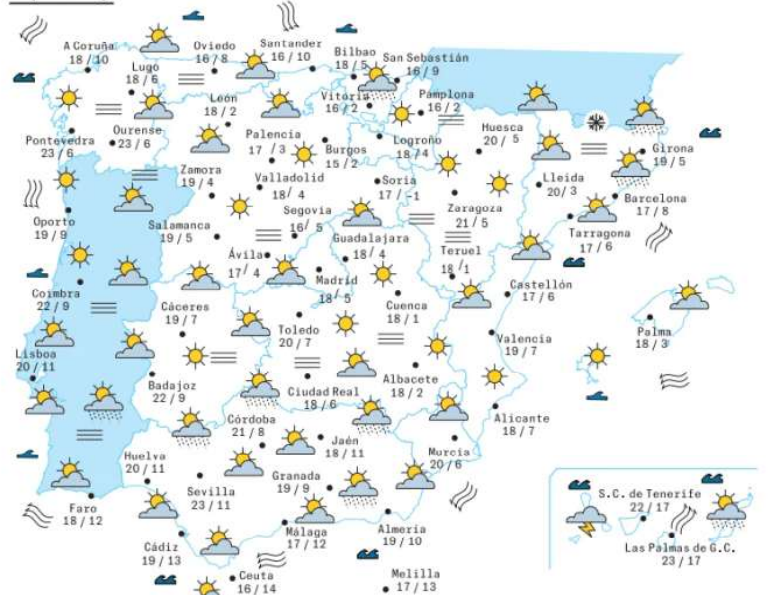 A Coruña
18 / 10
Lugo
18 / 6
Oviedo
16 / 8
Santander
16 / 10
Bilbao
18 / 5
San Sebastián
16 / 9
Vitoria
16 / 2
Pamplona
16 / 2
León
18 / 2
Pontevedra
23 / 6
Ourense
23 / 6
Palencia
17 / 3
Burgos
15 / 2
Logroño
18 / 4
Huesca
20 / 5
Girona
19 / 5
Zamora
19 / 4
Valladolid
18 / 4
Soria
17 / -1
Lleida
20 / 3
Barcelona
17 / 8
Oporto
19 / 9
Salamanca
19 / 5
Segovia
16 / 5
Zaragoza
21 / 5
Tarragona
17 / 6
Ávila
17 / 4
Guadalajara
18 / 4
Teruel
18 / 1
Madrid
18 / 5
Coimbra
22 / 9
Cáceres
19 / 7
Toledo
20 / 7
Cuenca
18 / 1
Castellón
17 / 6
Valencia
19 / 7
Palma
18 / 3
Lisboa
20 / 11
Badajoz
22 / 9
Ciudad Real
18 / 6
Albacete
18 / 2
Alicante
18 / 7
Córdoba
21 / 8
Jaén
18 / 11
Murcia
20 / 6
Huelva
20 / 11
Sevilla
23 / 11
Granada
19 / 9
Faro
18 / 12
Cádiz
19 / 13
Málaga
17 / 12
Almería
19 / 10
S.C. de Tenerife
22 / 17
Las Palmas de G.C.
23 / 17
Ceuta
16 / 14
Melilla
17 / 13